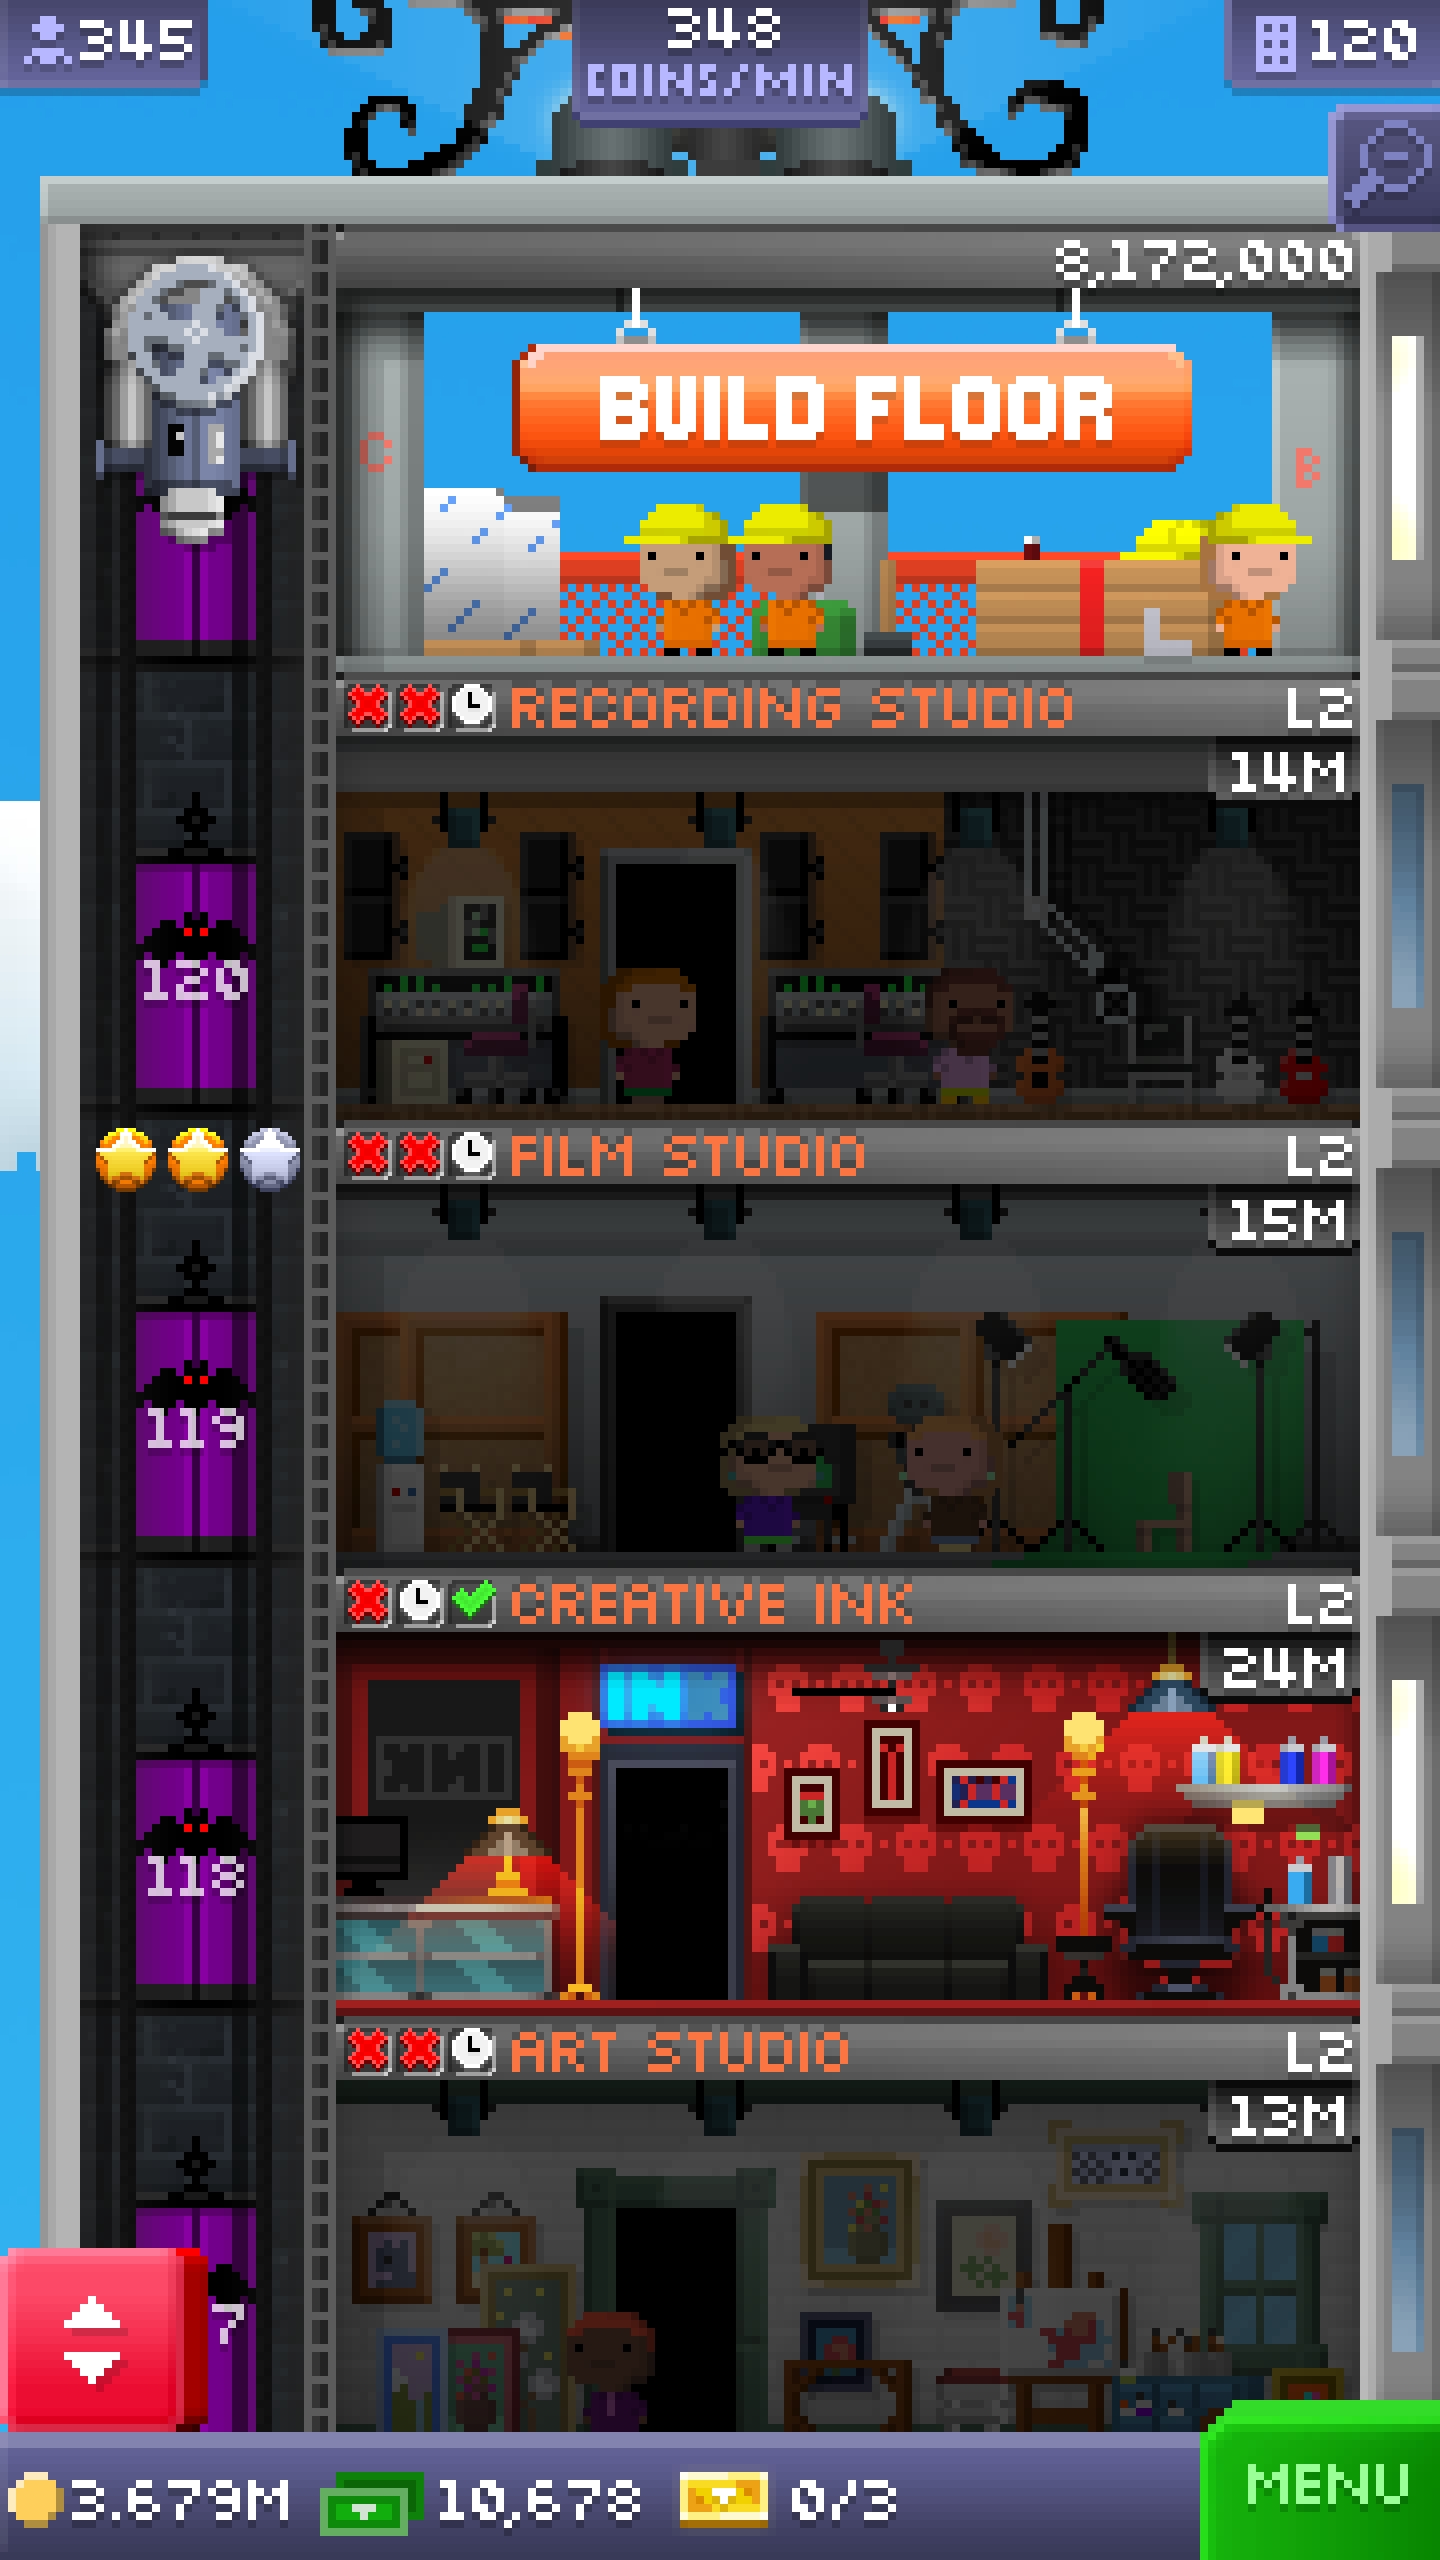 345
348
COINS/MIN
120
8,172,000
BUILD FLOOR
C
B
RECORDING STUDIO L2
14M
120
FILM STUDIO L2
15M
119
CREATIVE INK L2
24M
INK
118
ART STUDIO L2
13M
7
3.679M 10,678 0/3
MENU